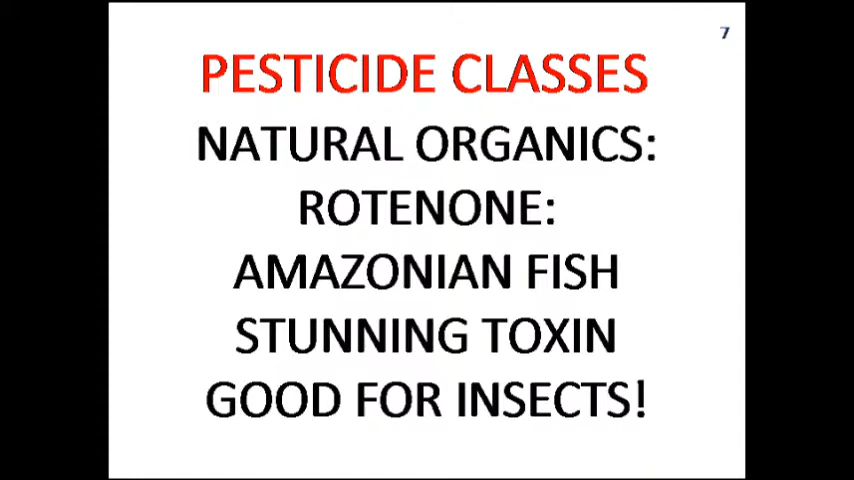 7
PESTICIDE CLASSES
NATURAL ORGANICS:
ROTENONE:
AMAZONIAN FISH
STUNNING TOXIN
GOOD FOR INSECTS!